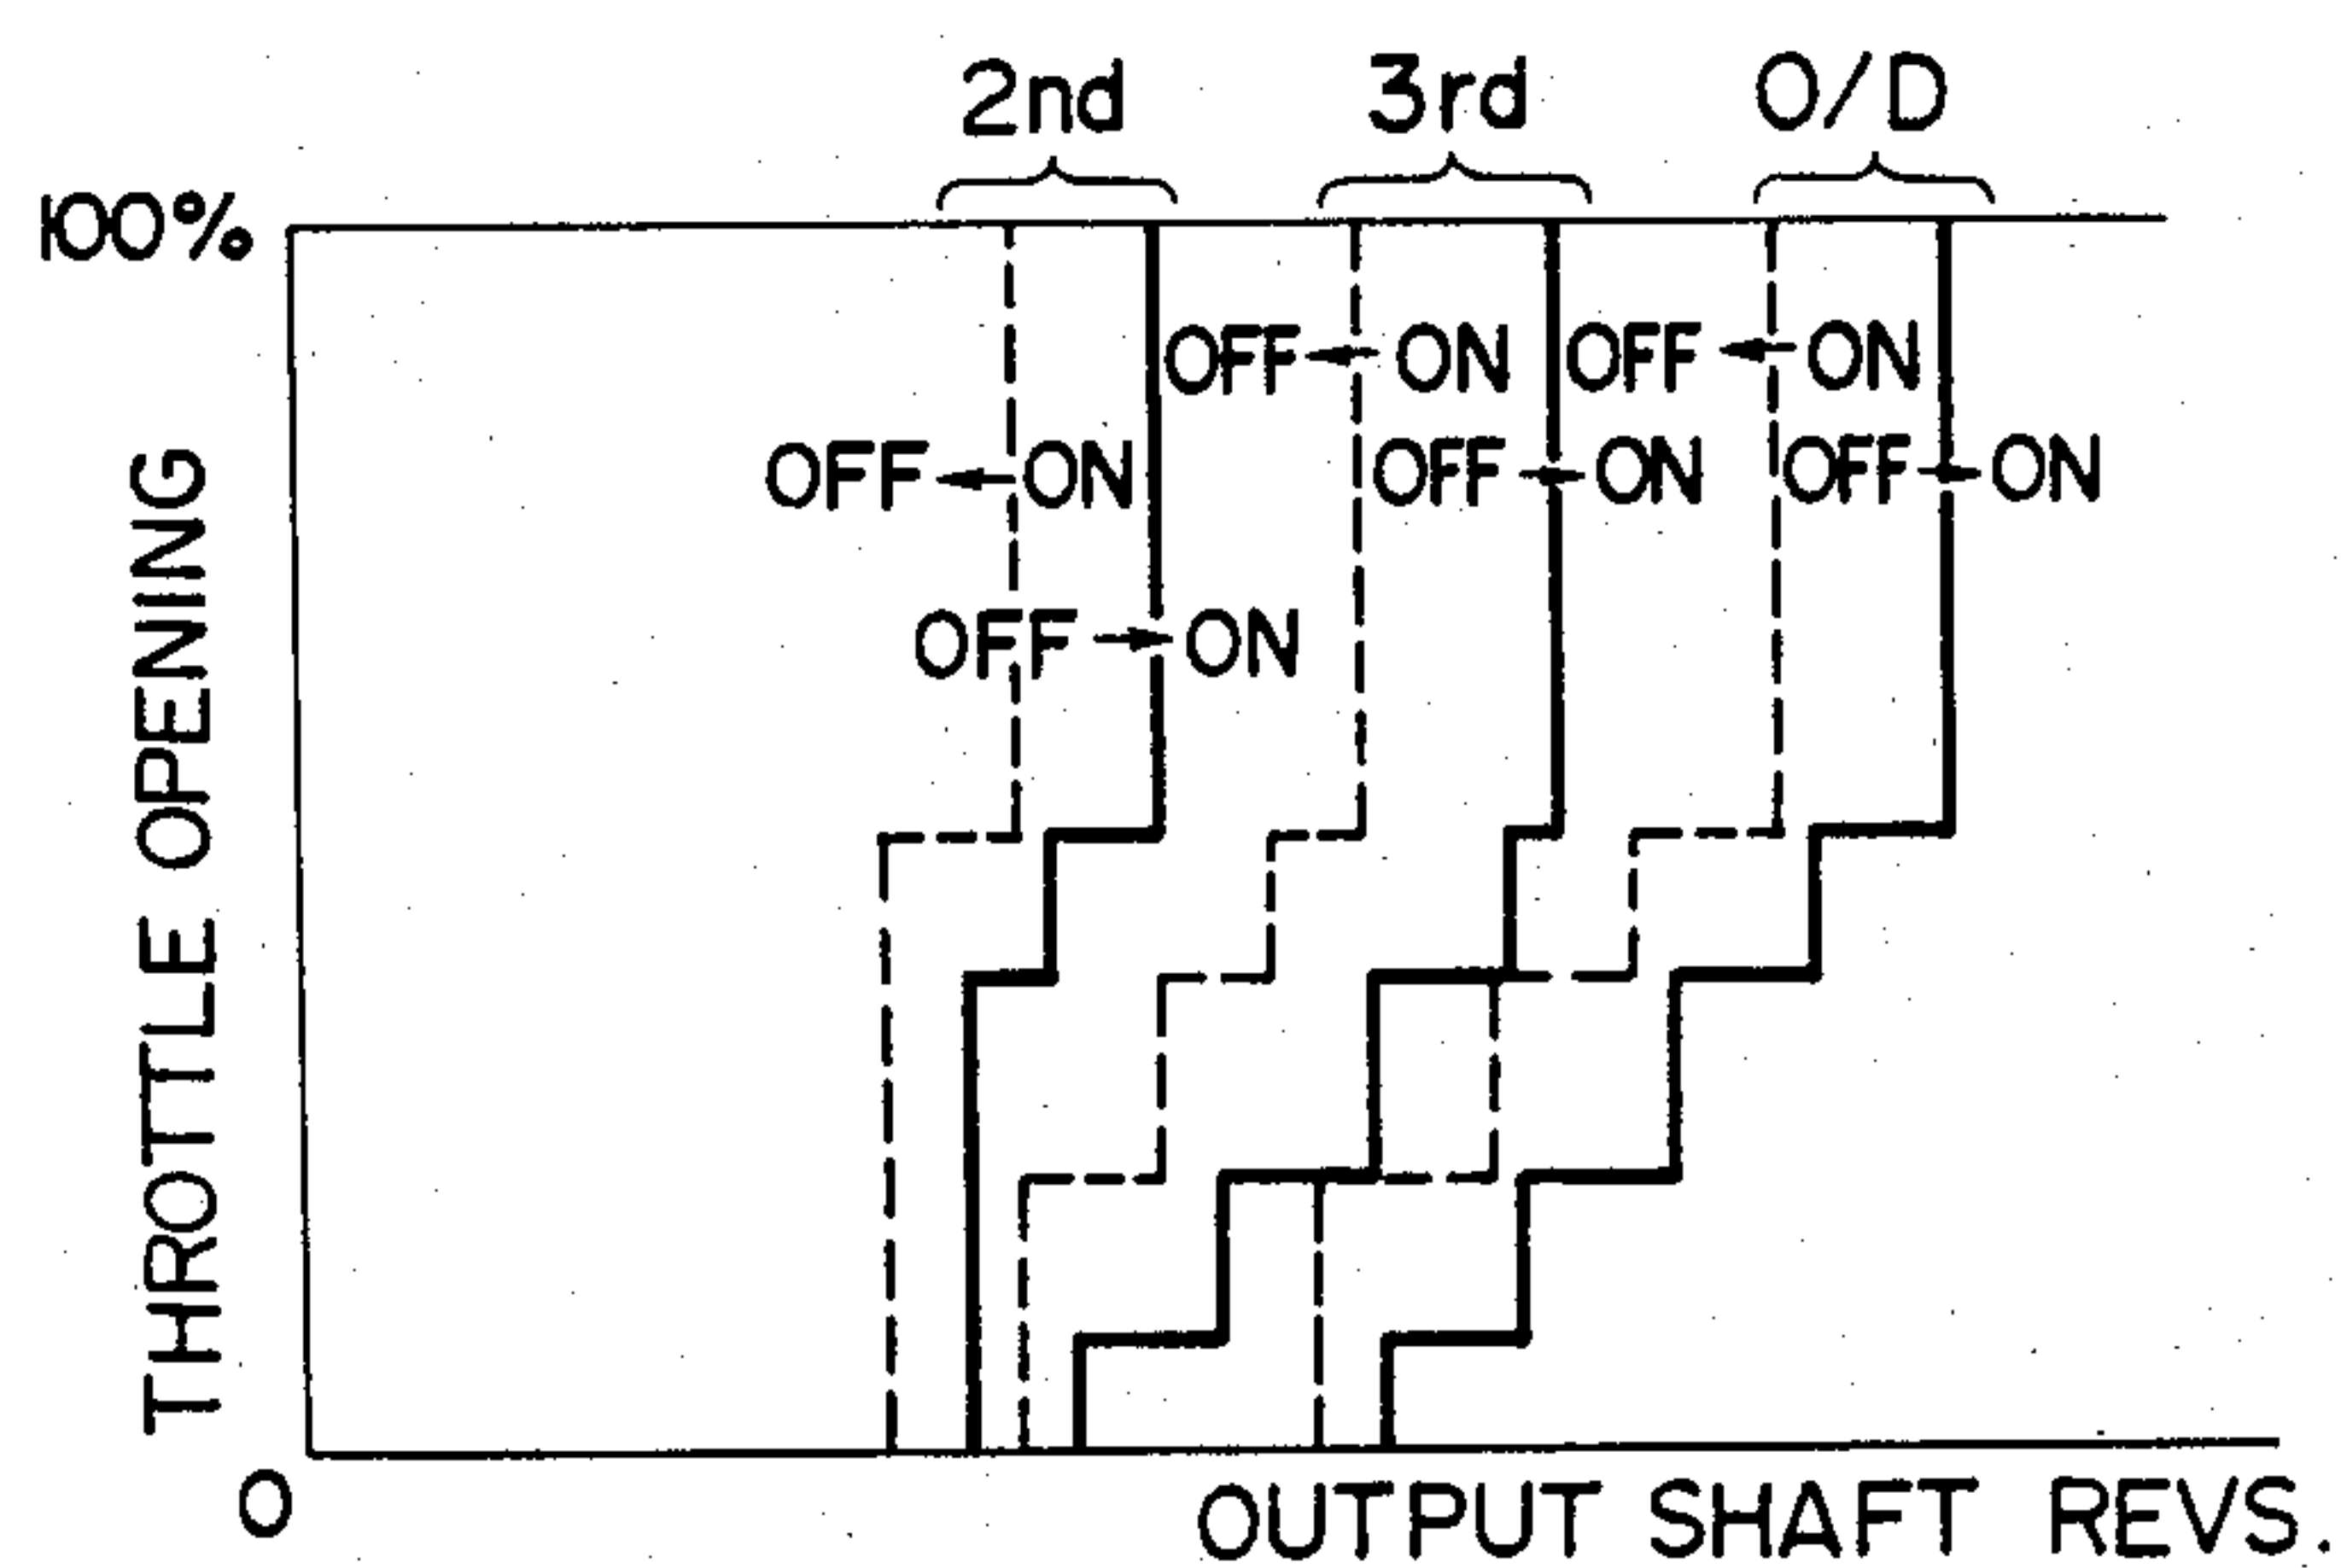 2nd 3rd O/D
100%
OFF ON OFF ON
OFF ON OFF ON OFF ON
OFF ON
THROTTLE OPENING
0
OUTPUT SHAFT REVS.